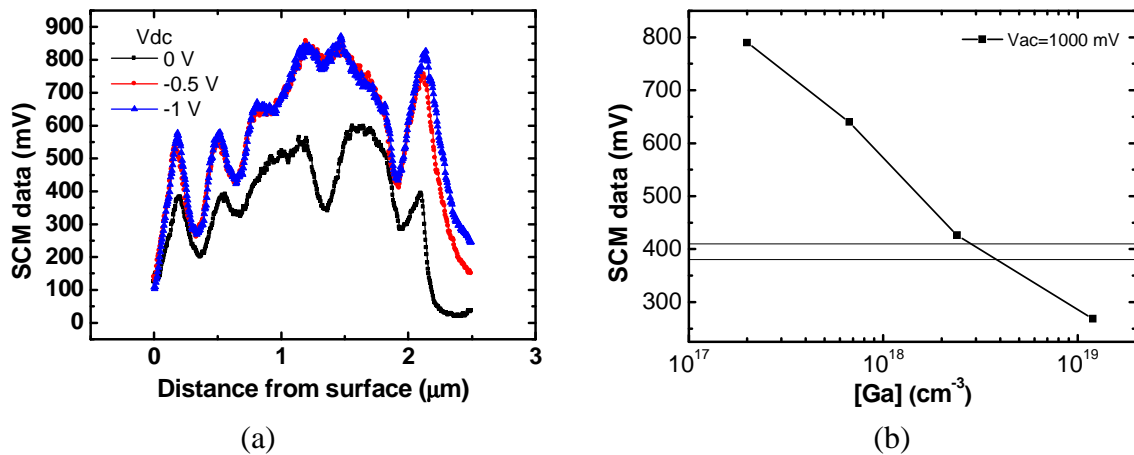 900
800
700
600
500
400
300
200
100
0
SCM data (mV)
Vdc
0 V
-0.5 V
-1 V
0
1
2
3
Distance from surface (μm)
(a)
800
700
600
500
400
300
SCM data (mV)
Vac=1000 mV
10^17
10^18
10^19
[Ga] (cm^-3)
(b)